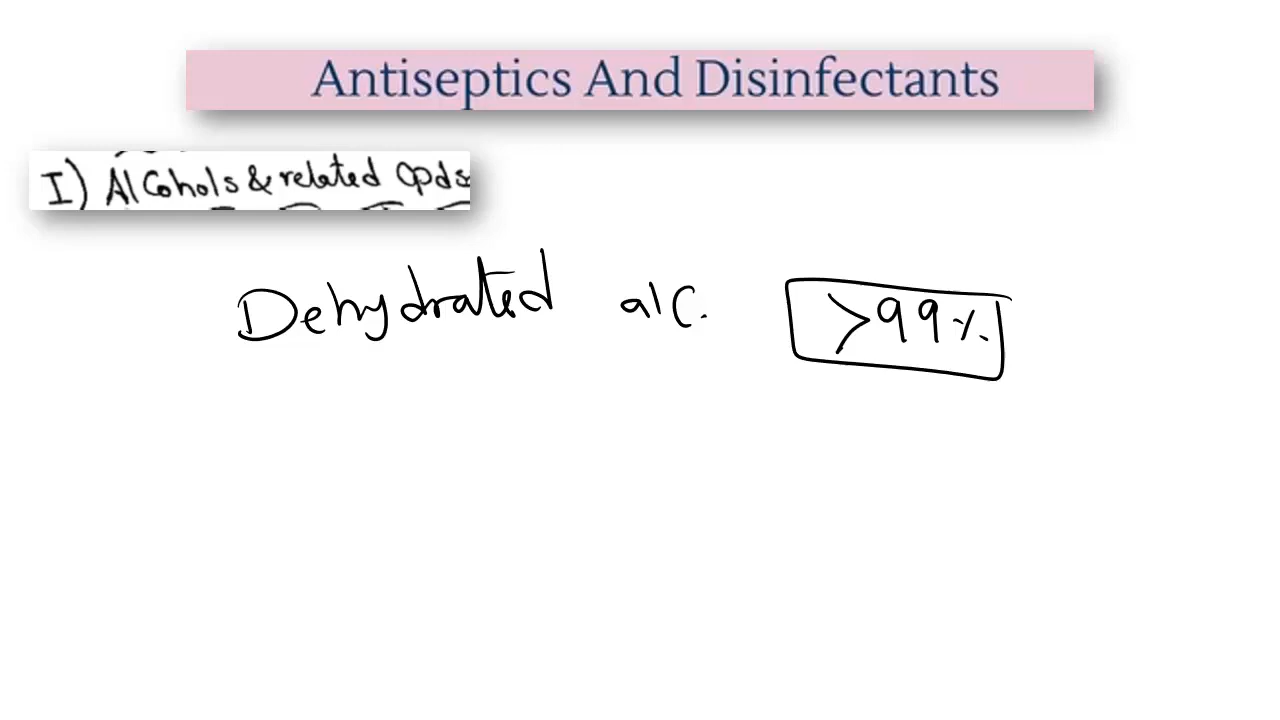 Antiseptics And Disinfectants
I) Alcohols & related Cpds
Dehydrated alc. >99%